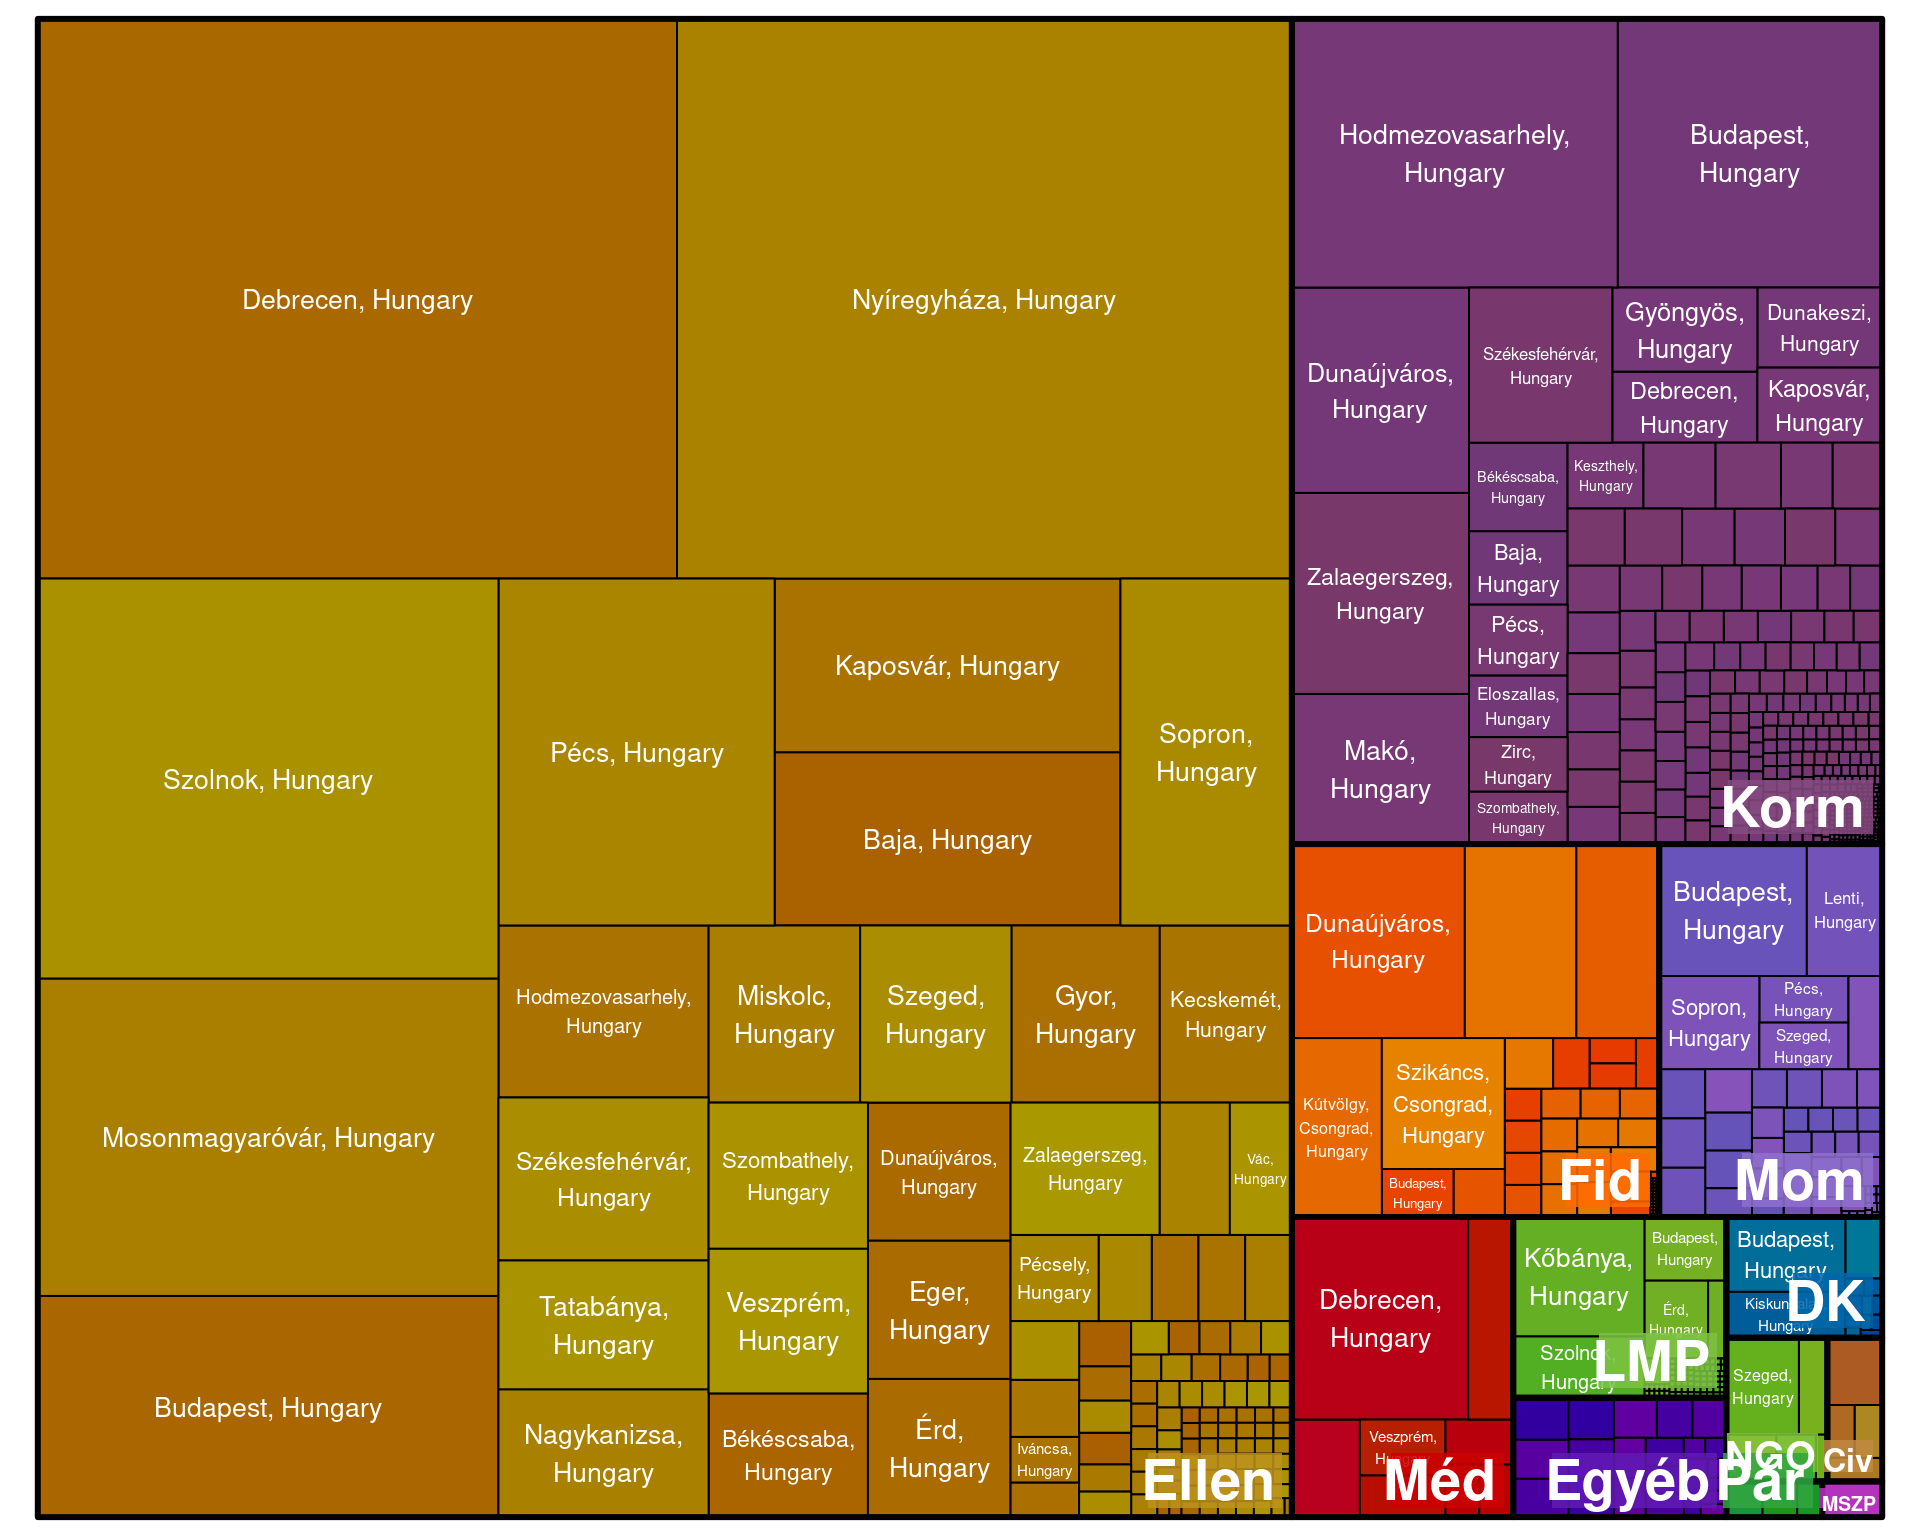 Debrecen, Hungary
Nyíregyháza, Hungary
Szolnok, Hungary
Mosonmagyaróvár, Hungary
Budapest, Hungary
Pécs, Hungary
Kaposvár, Hungary
Baja, Hungary
Sopron,
Hungary
Hodmezovasarhely,
Hungary
Miskolc,
Hungary
Szeged,
Hungary
Gyor,
Hungary
Kecskemét,
Hungary
Székesfehérvár,
Hungary
Tatabánya,
Hungary
Nagykanizsa,
Hungary
Szombathely,
Hungary
Veszprém,
Hungary
Békéscsaba,
Hungary
Dunaújváros,
Hungary
Eger,
Hungary
Érd,
Hungary
Zalaegerszeg,
Hungary
Vác,
Hungary
Pécsely,
Hungary
Iváncsa,
Hungary
Ellen
Hodmezovasarhely,
Hungary
Budapest,
Hungary
Dunaújváros,
Hungary
Zalaegerszeg,
Hungary
Makó,
Hungary
Székesfehérvár,
Hungary
Gyöngyös,
Hungary
Dunakeszi,
Hungary
Debrecen,
Hungary
Kaposvár,
Hungary
Békéscsaba,
Hungary
Keszthely,
Hungary
Baja,
Hungary
Pécs,
Hungary
Eloszallas,
Hungary
Zirc,
Hungary
Szombathely,
Hungary
Korm
Dunaújváros,
Hungary
Kútvölgy,
Csongrad,
Hungary
Szikáncs,
Csongrad,
Hungary
Budapest,
Hungary
Fid
Budapest,
Hungary
Lenti,
Hungary
Sopron,
Hungary
Pécs,
Hungary
Szeged,
Hungary
Mom
Debrecen,
Hungary
Veszprém,
Méd
Kőbánya,
Hungary
Budapest,
Hungary
Érd,
Hungary
Szolnok,
Hungary
LMP
Budapest,
Hungary
Hungary
DK
Szeged,
Hungary
NGO
Civ
Egyéb
Pár
MSZP